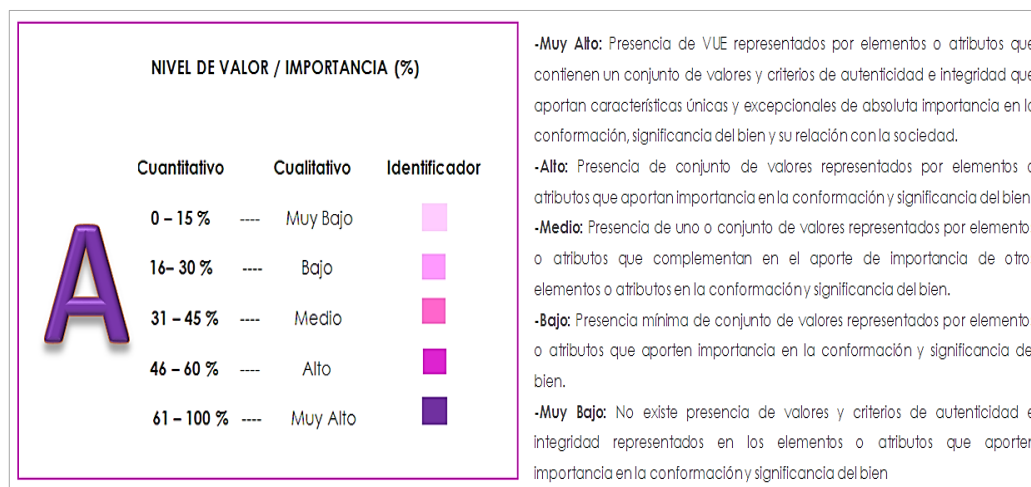 NIVEL DE VALOR / IMPORTANCIA (%)
Cuantitativo Cualitativo Identificador
0 – 15 % ---- Muy Bajo
16– 30 % ---- Bajo
31 – 45 % ---- Medio
46 – 60 % ---- Alto
61 – 100 % ---- Muy Alto
A
-Muy Alto: Presencia de VUE representados por elementos o atributos que
contienen un conjunto de valores y criterios de autenticidad e integridad que
aportan características únicas y excepcionales de absoluta importancia en l
conformación, significancia del bien y su relación con la sociedad.
-Alto: Presencia de conjunto de valores representados por elementos o
atributos que aportan importancia en la conformación y significancia del bien
-Medio: Presencia de uno o conjunto de valores representados por elemento
o atributos que complementan en el aporte de importancia de otro
elementos o atributos en la conformación y significancia del bien.
-Bajo: Presencia mínima de conjunto de valores representados por elemento
o atributos que aporten importancia en la conformación y significancia de
bien.
-Muy Bajo: No existe presencia de valores y criterios de autenticidad e
integridad representados en los elementos o atributos que aporten
importancia en la conformación y significancia del bien